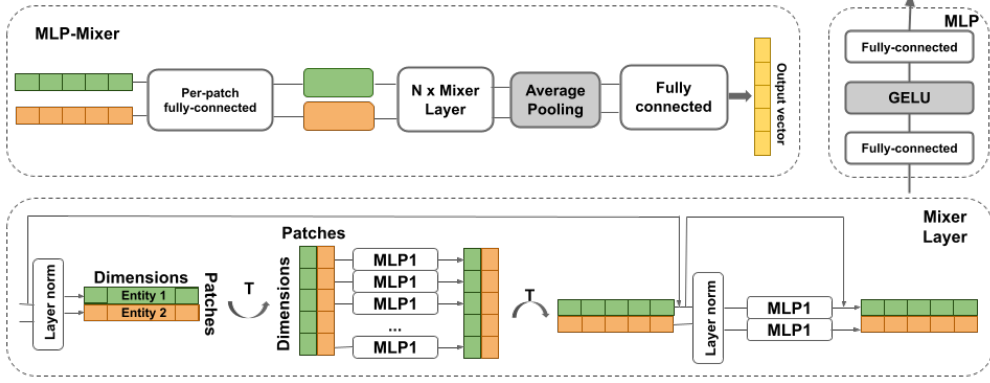 MLP-Mixer
Per-patch
fully-connected
N x Mixer
Layer
Average
Pooling
Fully
connected
Output vector
MLP
Fully-connected
GELU
Fully-connected
Mixer
Layer
Layer norm
Dimensions
Entity 1
Entity 2
Patches
T
Patches
Dimensions
MLP1
MLP1
MLP1
...
MLP1
T
Layer norm
MLP1
MLP1